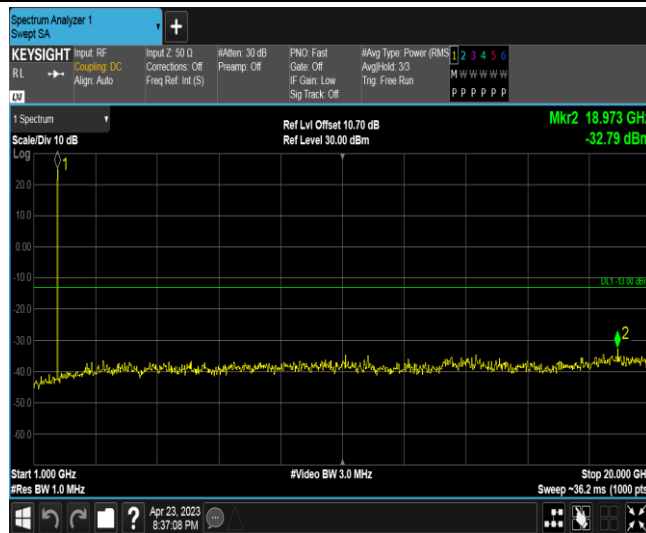 Spectrum Analyzer 1
Swept SA
+
KEYSIGHT Input: RF Input Z: 50 Ω #Atten: 30 dB PNO: Fast #Avg Type: Power (RMS 1 2 3 4 5 6
RL Coupling: DC Corrections: Off Preamp: Off Gate: Off Avg|Hold: 3/3 M W W W W W
Align: Auto Freq Ref: Int (S) IF Gain: Low Trig: Free Run
Sig Track: Off P P P P P P
LXI
1 Spectrum Ref Lvl Offset 10.70 dB Mkr2 18.973 GHz
Scale/Div 10 dB Ref Level 30.00 dBm -32.79 dBm
Log
1
20.0
10.0
0.00
-10.0
DL1 -13.00 dBm
-20.0
-30.0
2
-40.0
-50.0
-60.0
Start 1.000 GHz #Video BW 3.0 MHz Stop 20.000 GH
#Res BW 1.0 MHz Sweep ~36.2 ms (1000 pts
? Apr 23, 2023
8:37:08 PM